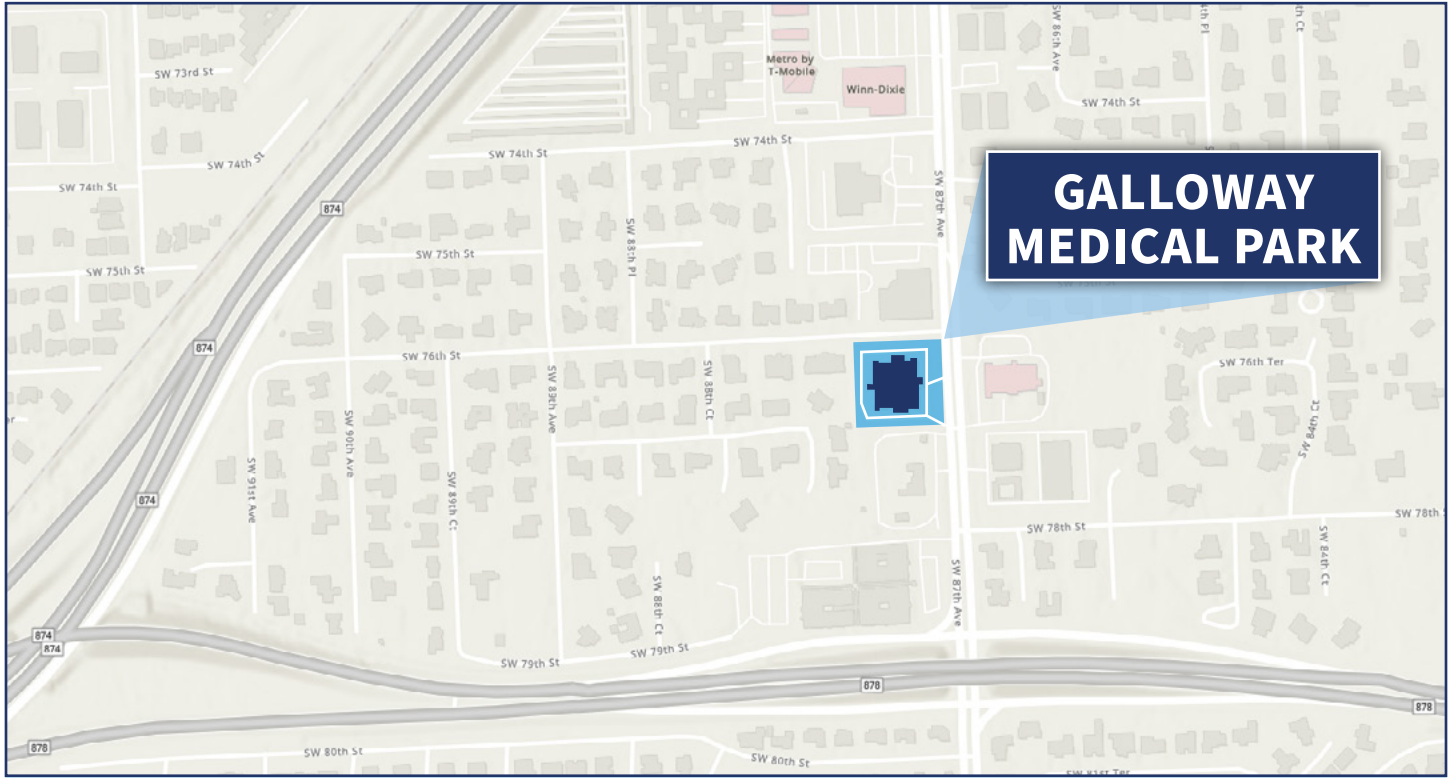 SW 86th Ave
Metro by
T-Mobile
SW 73rd St
Winn-Dixie
SW 74th St
SW 74th St
SW 74th St
SW 74th St
SW 74th St
GALLOWAY
MEDICAL PARK
874
SW 87th Ave
SW 88th Pl
SW 75th St
SW 75th St
874
SW 76th St
SW 76th Ter
SW 88th Ct
SW 89th Ave
SW 84th Ct
SW 90th Ave
SW 91st Ave
SW 89th Ct
874
SW 78th St
SW 78th
SW 84th Ct
SW 87th Ave
SW 88th Ct
874
874
SW 79th St
SW 79th St
878
878
878
SW 80th St
SW 80th St
SW 81st Ter